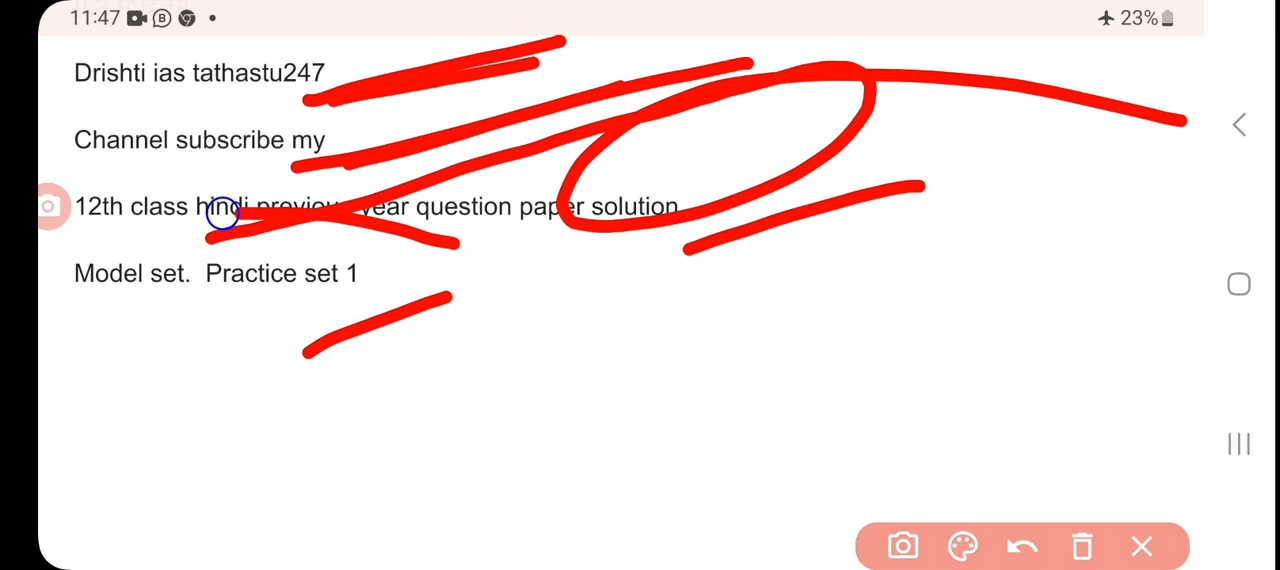 11:47 B 23%
Drishti ias tathastu247
Channel subscribe my
12th class hindi previous year question paper solution
Model set. Practice set 1